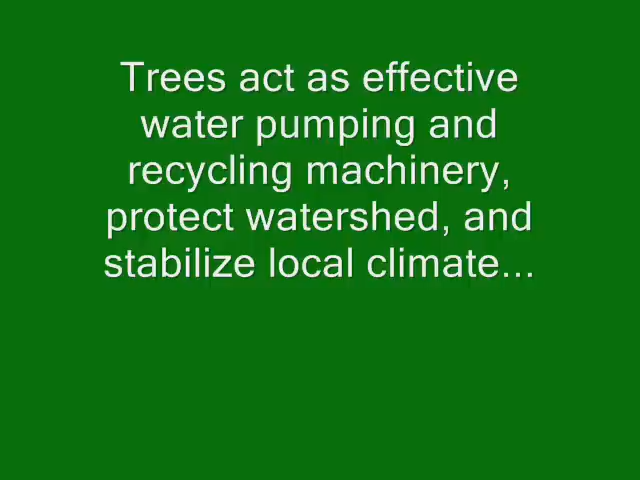 Trees act as effective
water pumping and
recycling machinery,
protect watershed, and
stabilize local climate...